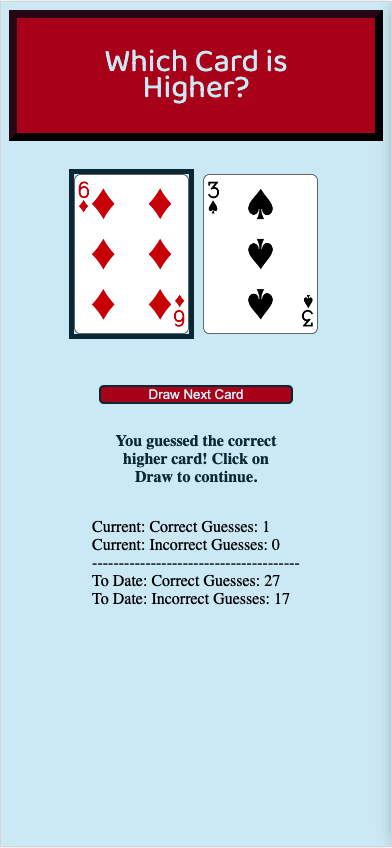 Which Card is
Higher?
6
3
6
3
Draw Next Card
You guessed the correct
higher card! Click on
Draw to continue.
Current: Correct Guesses: 1
Current: Incorrect Guesses: 0
---------------------------------------
To Date: Correct Guesses: 27
To Date: Incorrect Guesses: 17